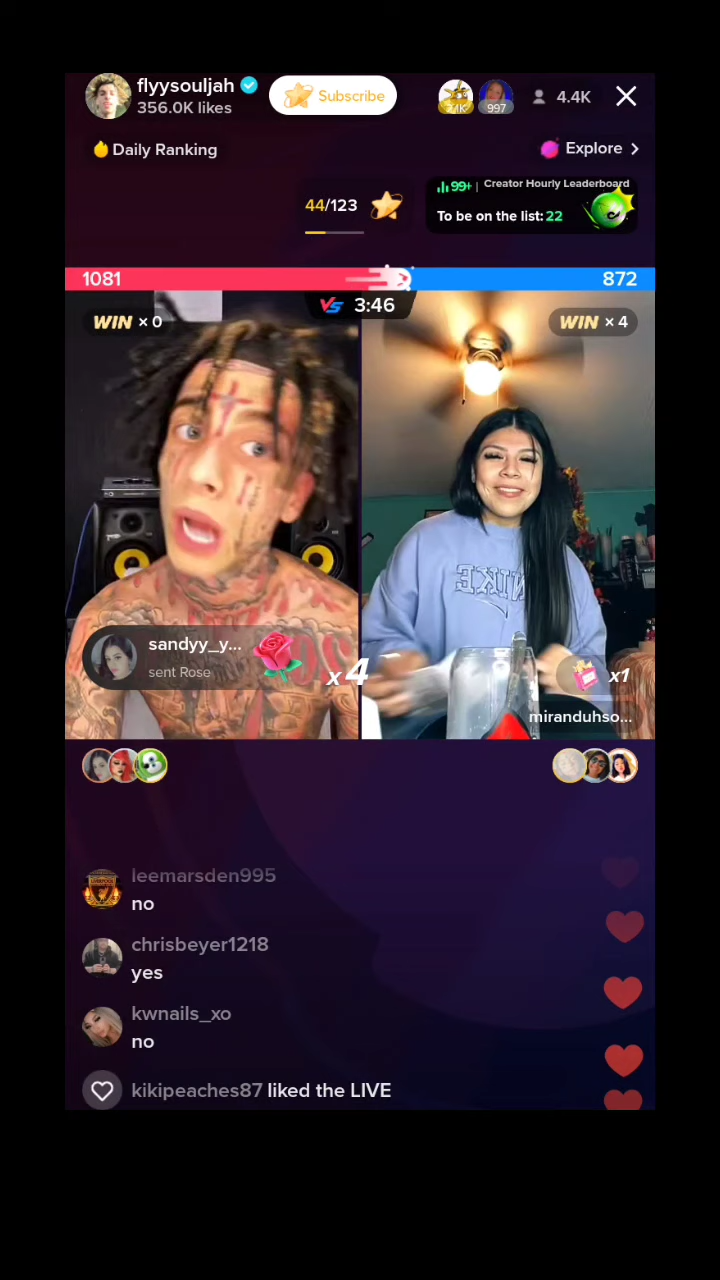 flyysouljah
356.0K likes
Subscribe
997
4.4K
Daily Ranking
Explore
44/123
99+ | Creator Hourly Leaderboard
To be on the list: 22
1081
872
VS 3:46
WIN × 0
WIN × 4
NIKE
sandyy_y...
sent Rose
x4
x1
miranduhso...
leemarsden995
no
chrisbeyer1218
yes
kwnails_xo
no
kikipeaches87 liked the LIVE